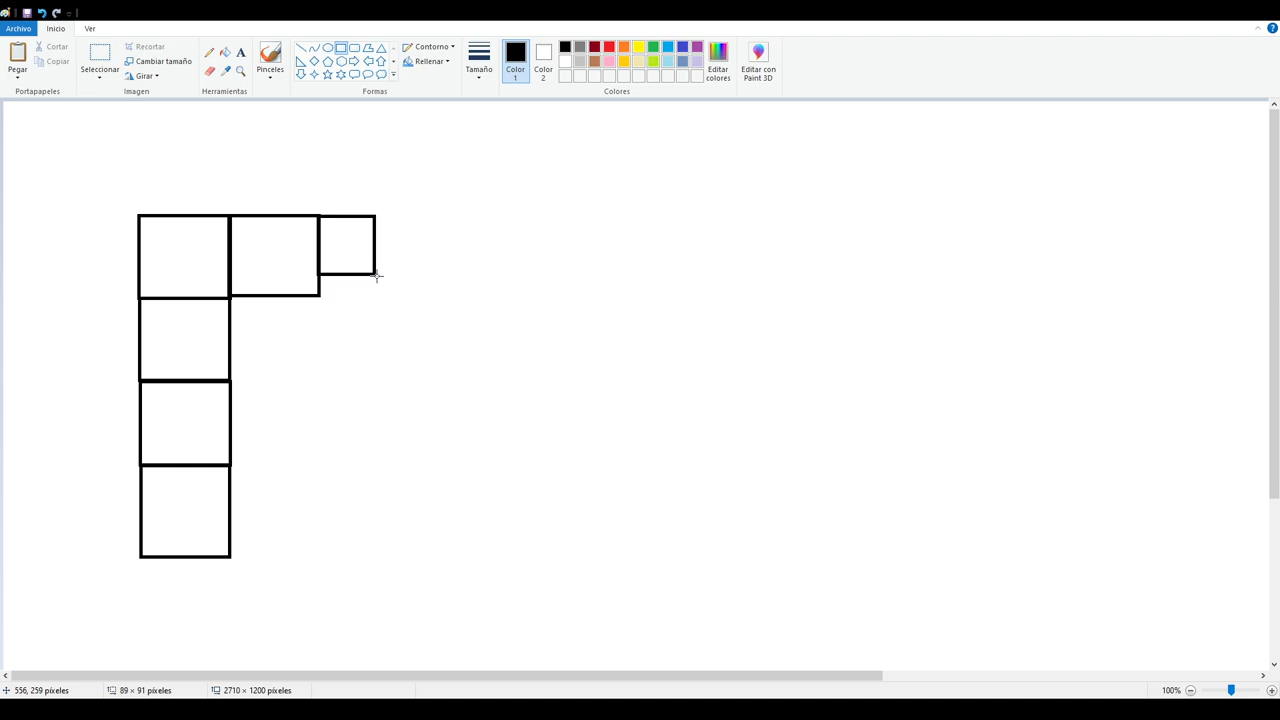 Archivo Inicio Ver
Pegar Cortar Copiar
Portapapeles
Seleccionar Recortar Cambiar tamaño Girar
Imagen
A
Herramientas
Pinceles
Contorno Rellenar
Formas
Tamaño
Color 1
Color 2
Editar colores
Colores
Editar con Paint 3D
556, 259 píxeles 89 × 91 píxeles 2710 × 1200 píxeles 100%